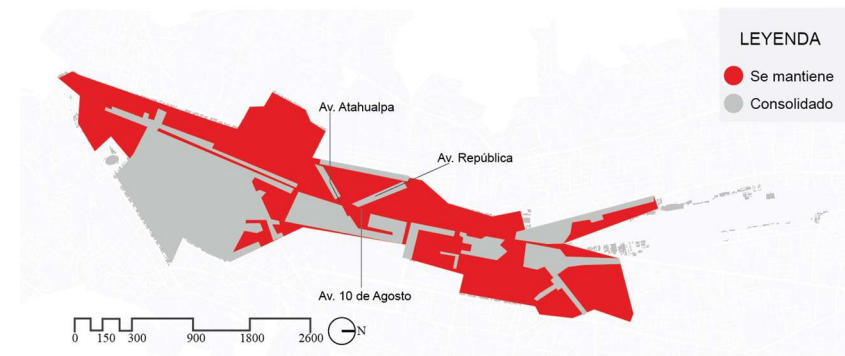 LEYENDA
Se mantiene
Consolidado
Av. Atahualpa
Av. República
Av. 10 de Agosto
0 150 300 900 1800 2600
N